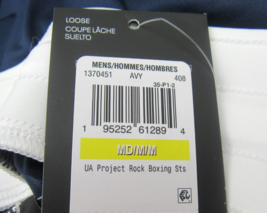 LOOSE
COUPE LÂCHE
SUELTO
MENS/HOMMES/HOMBRES
1370451 AVY 408
35-P1-2
1 95252 61289 4
MD/M/M
UA Project Rock Boxing Sts